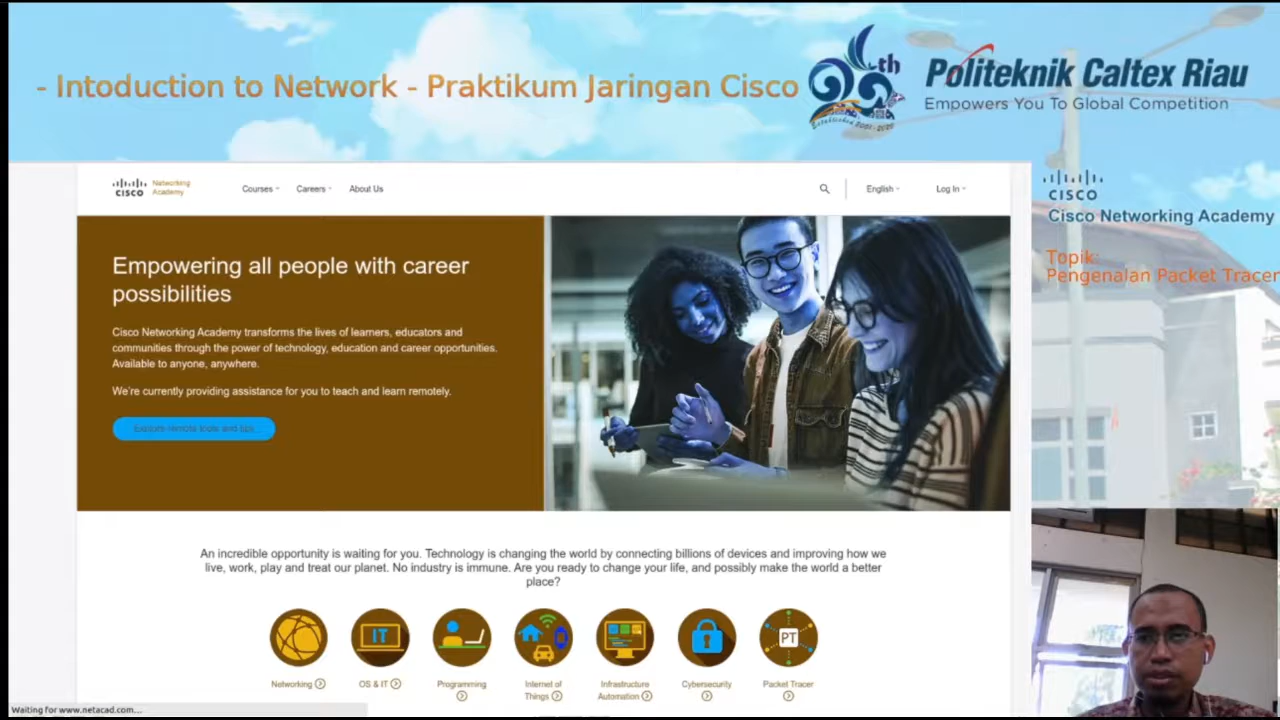 - Intoduction to Network - Praktikum Jaringan Cisco
th
Politeknik Caltex Riau
Empowers You To Global Competition
CISCO
Cisco Networking Academy
Topik:
Pengenalan Packet Tracer
CISCO
Networking
Academy
Courses
Careers
About Us
English
Log In
Empowering all people with career
possibilities
Cisco Networking Academy transforms the lives of learners, educators and
communities through the power of technology, education and career opportunities.
Available to anyone, anywhere.
We're currently providing assistance for you to teach and learn remotely.
Explore remote tools and tips
An incredible opportunity is waiting for you. Technology is changing the world by connecting billions of devices and improving how we
live, work, play and treat our planet. No industry is immune. Are you ready to change your life, and possibly make the world a better
place?
IT
PT
Networking
OS & IT
Programming
Internet of
Things
Infrastructure
Automation
Cybersecurity
Packet Tracer
Waiting for www.netacad.com...